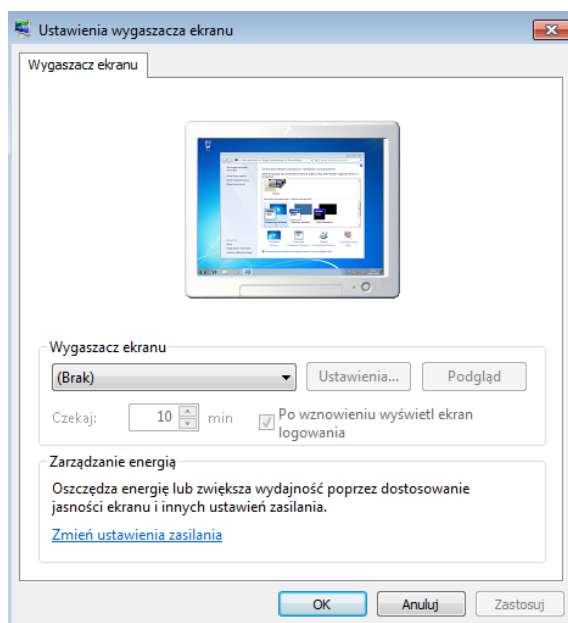 Ustawienia wygaszacza ekranu
Wygaszacz ekranu
Wygaszacz ekranu
(Brak)
Ustawienia...
Podgląd
Czekaj:
10
min
Po wznowieniu wyświetl ekran
logowania
Zarządzanie energią
Oszczędza energię lub zwiększa wydajność poprzez dostosowanie
jasności ekranu i innych ustawień zasilania.
Zmień ustawienia zasilania
OK
Anuluj
Zastosuj